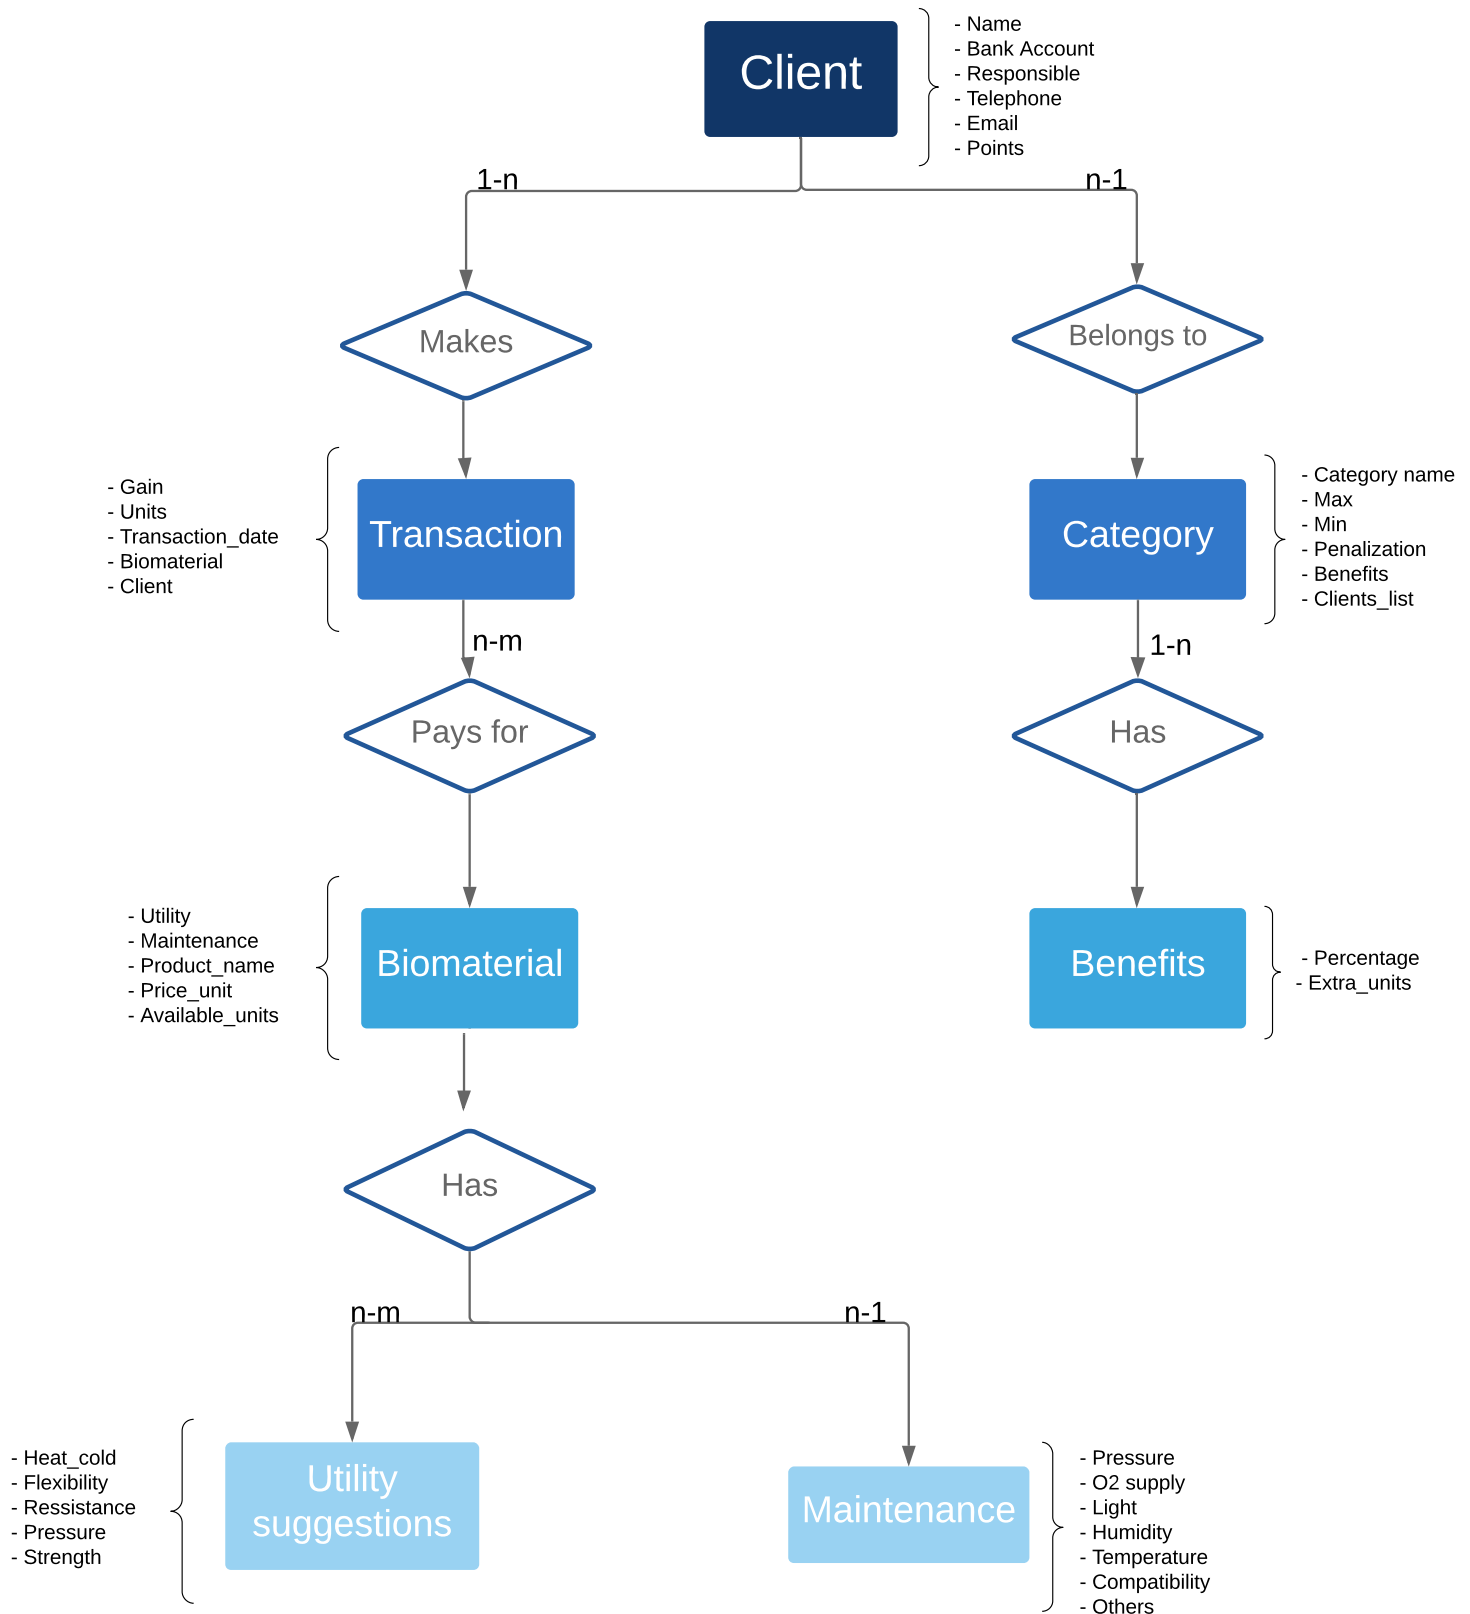 Client
- Name
- Bank Account
- Responsible
- Telephone
- Email
- Points
1-n
n-1
Makes
Belongs to
- Gain
- Units
- Transaction_date
- Biomaterial
- Client
Transaction
Category
- Category name
- Max
- Min
- Penalization
- Benefits
- Clients_list
n-m
1-n
Pays for
Has
- Utility
- Maintenance
- Product_name
- Price_unit
- Available_units
Biomaterial
Benefits
- Percentage
- Extra_units
Has
n-m
n-1
- Heat_cold
- Flexibility
- Ressistance
- Pressure
- Strength
Utility
suggestions
Maintenance
- Pressure
- O2 supply
- Light
- Humidity
- Temperature
- Compatibility
- Others